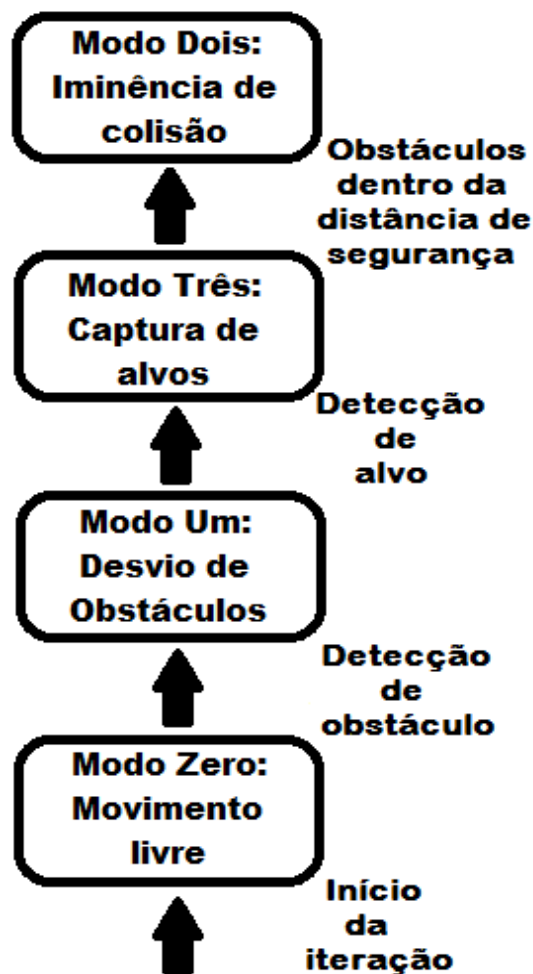 Modo Dois:
Iminência de
colisão
Obstáculos
dentro da
distância de
segurança
Modo Três:
Captura de
alvos
Detecção
de
alvo
Modo Um:
Desvio de
Obstáculos
Detecção
de
obstáculo
Modo Zero:
Movimento
livre
Início
da
iteração